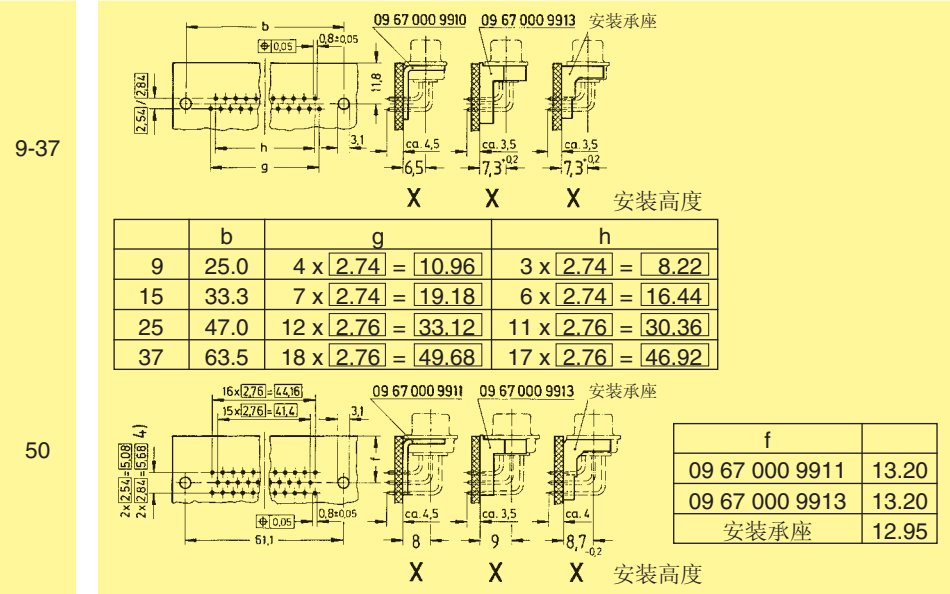 b
09 67 000 9910
09 67 000 9913
安装承座
⌖ 0,05
0,8±0,05
2,54 / 2,84
11,8
3,1
h
g
ca. 4,5
ca. 3,5
ca. 3,5
6,5
7,3+0,2
7,3+0,2
X X X 安装高度
9-37
b g h
9 25.0 4 x 2.74 = 10.96 3 x 2.74 = 8.22
15 33.3 7 x 2.74 = 19.18 6 x 2.74 = 16.44
25 47.0 12 x 2.76 = 33.12 11 x 2.76 = 30.36
37 63.5 18 x 2.76 = 49.68 17 x 2.76 = 46.92
50
16x2,76=44,16
15x2,76=41,4
3,1
09 67 000 9911
09 67 000 9913
安装承座
2x2,54=5,08
2x2,84=5,68 4)
f
⌖ 0,05
0,8±0,05
61,1
ca. 4,5
ca. 3,5
ca. 4
8
9
8,7-0,2
X X X 安装高度
f
09 67 000 9911 13.20
09 67 000 9913 13.20
安装承座 12.95